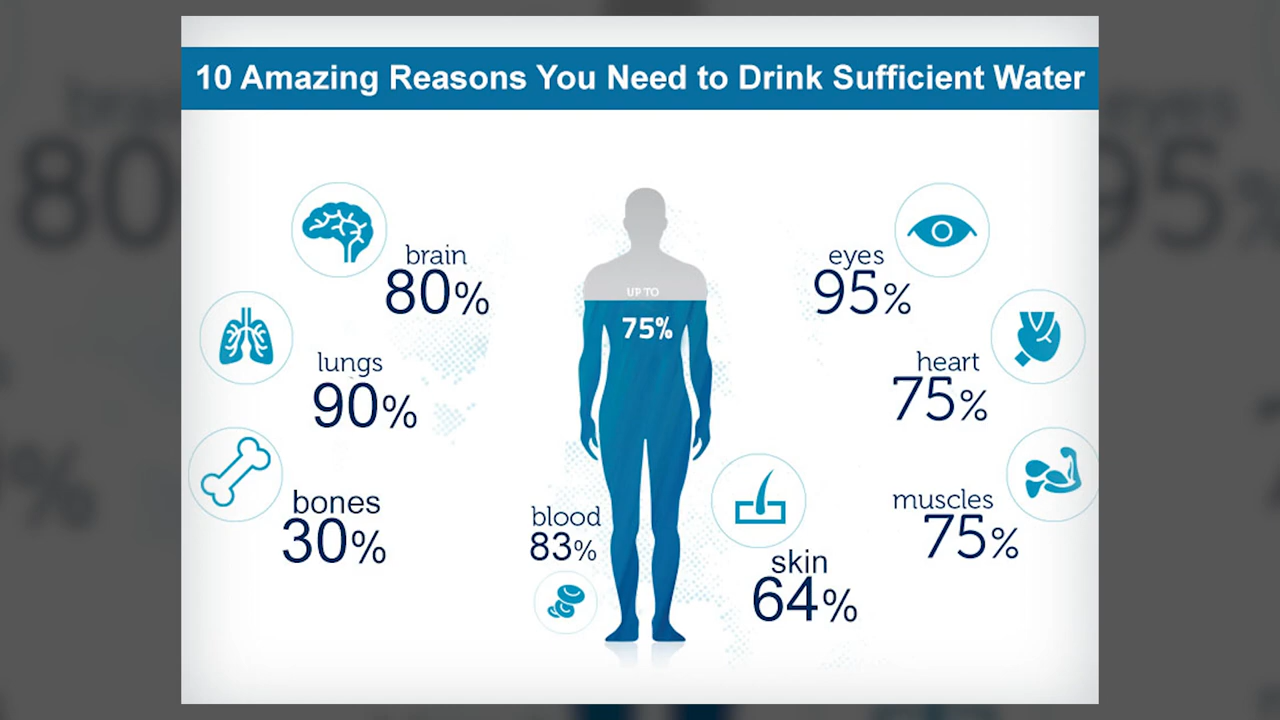 10 Amazing Reasons You Need to Drink Sufficient Water
brain
80%
eyes
95%
UP TO
75%
lungs
90%
heart
75%
bones
30%
muscles
75%
blood
83%
skin
64%